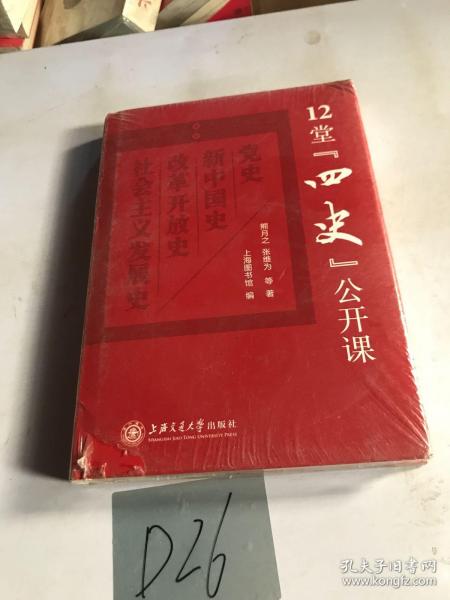 12堂『四史』公开课
熊月之 张维为 等 著
上海图书馆 编
党史
新中国史
改革开放史
社会主义发展史
上海交通大学出版社
SHANGHAI JIAO TONG UNIVERSITY PRESS
D26
孔夫子旧书网
www.kongfz.com